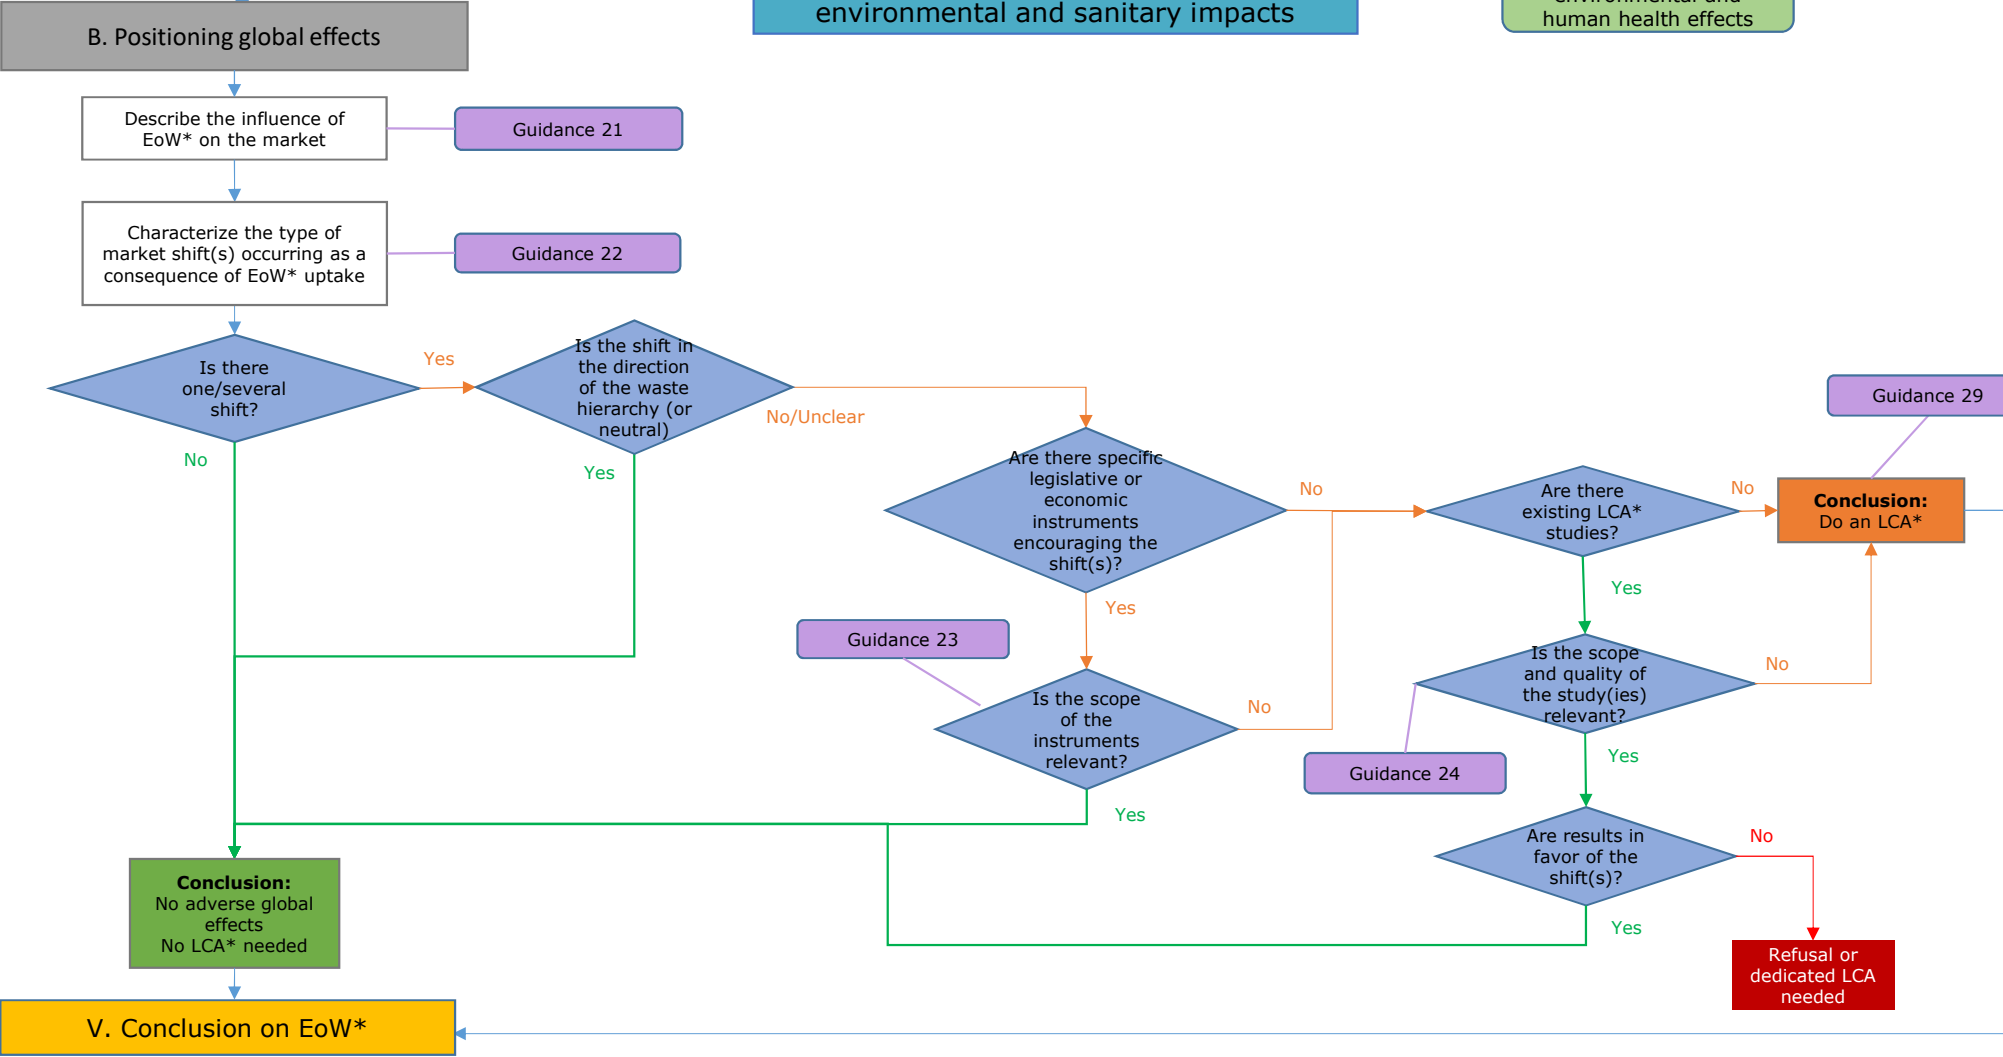 environmental and sanitary impacts
human health effects
B. Positioning global effects
Describe the influence of
EoW* on the market
Guidance 21
Characterize the type of
market shift(s) occurring as a
consequence of EoW* uptake
Guidance 22
Is there
one/several
shift?
Yes
No
Is the shift in
the direction
of the waste
hierarchy (or
neutral)
No/Unclear
Yes
Are there specific
legislative or
economic
instruments
encouraging the
shift(s)?
No
Yes
Guidance 23
Is the scope
of the
instruments
relevant?
No
Yes
Are there
existing LCA*
studies?
No
Yes
Guidance 29
Conclusion:
Do an LCA*
Is the scope
and quality of
the study(ies)
relevant?
No
Yes
Guidance 24
Are results in
favor of the
shift(s)?
No
Yes
Refusal or
dedicated LCA
needed
Conclusion:
No adverse global
effects
No LCA* needed
V. Conclusion on EoW*